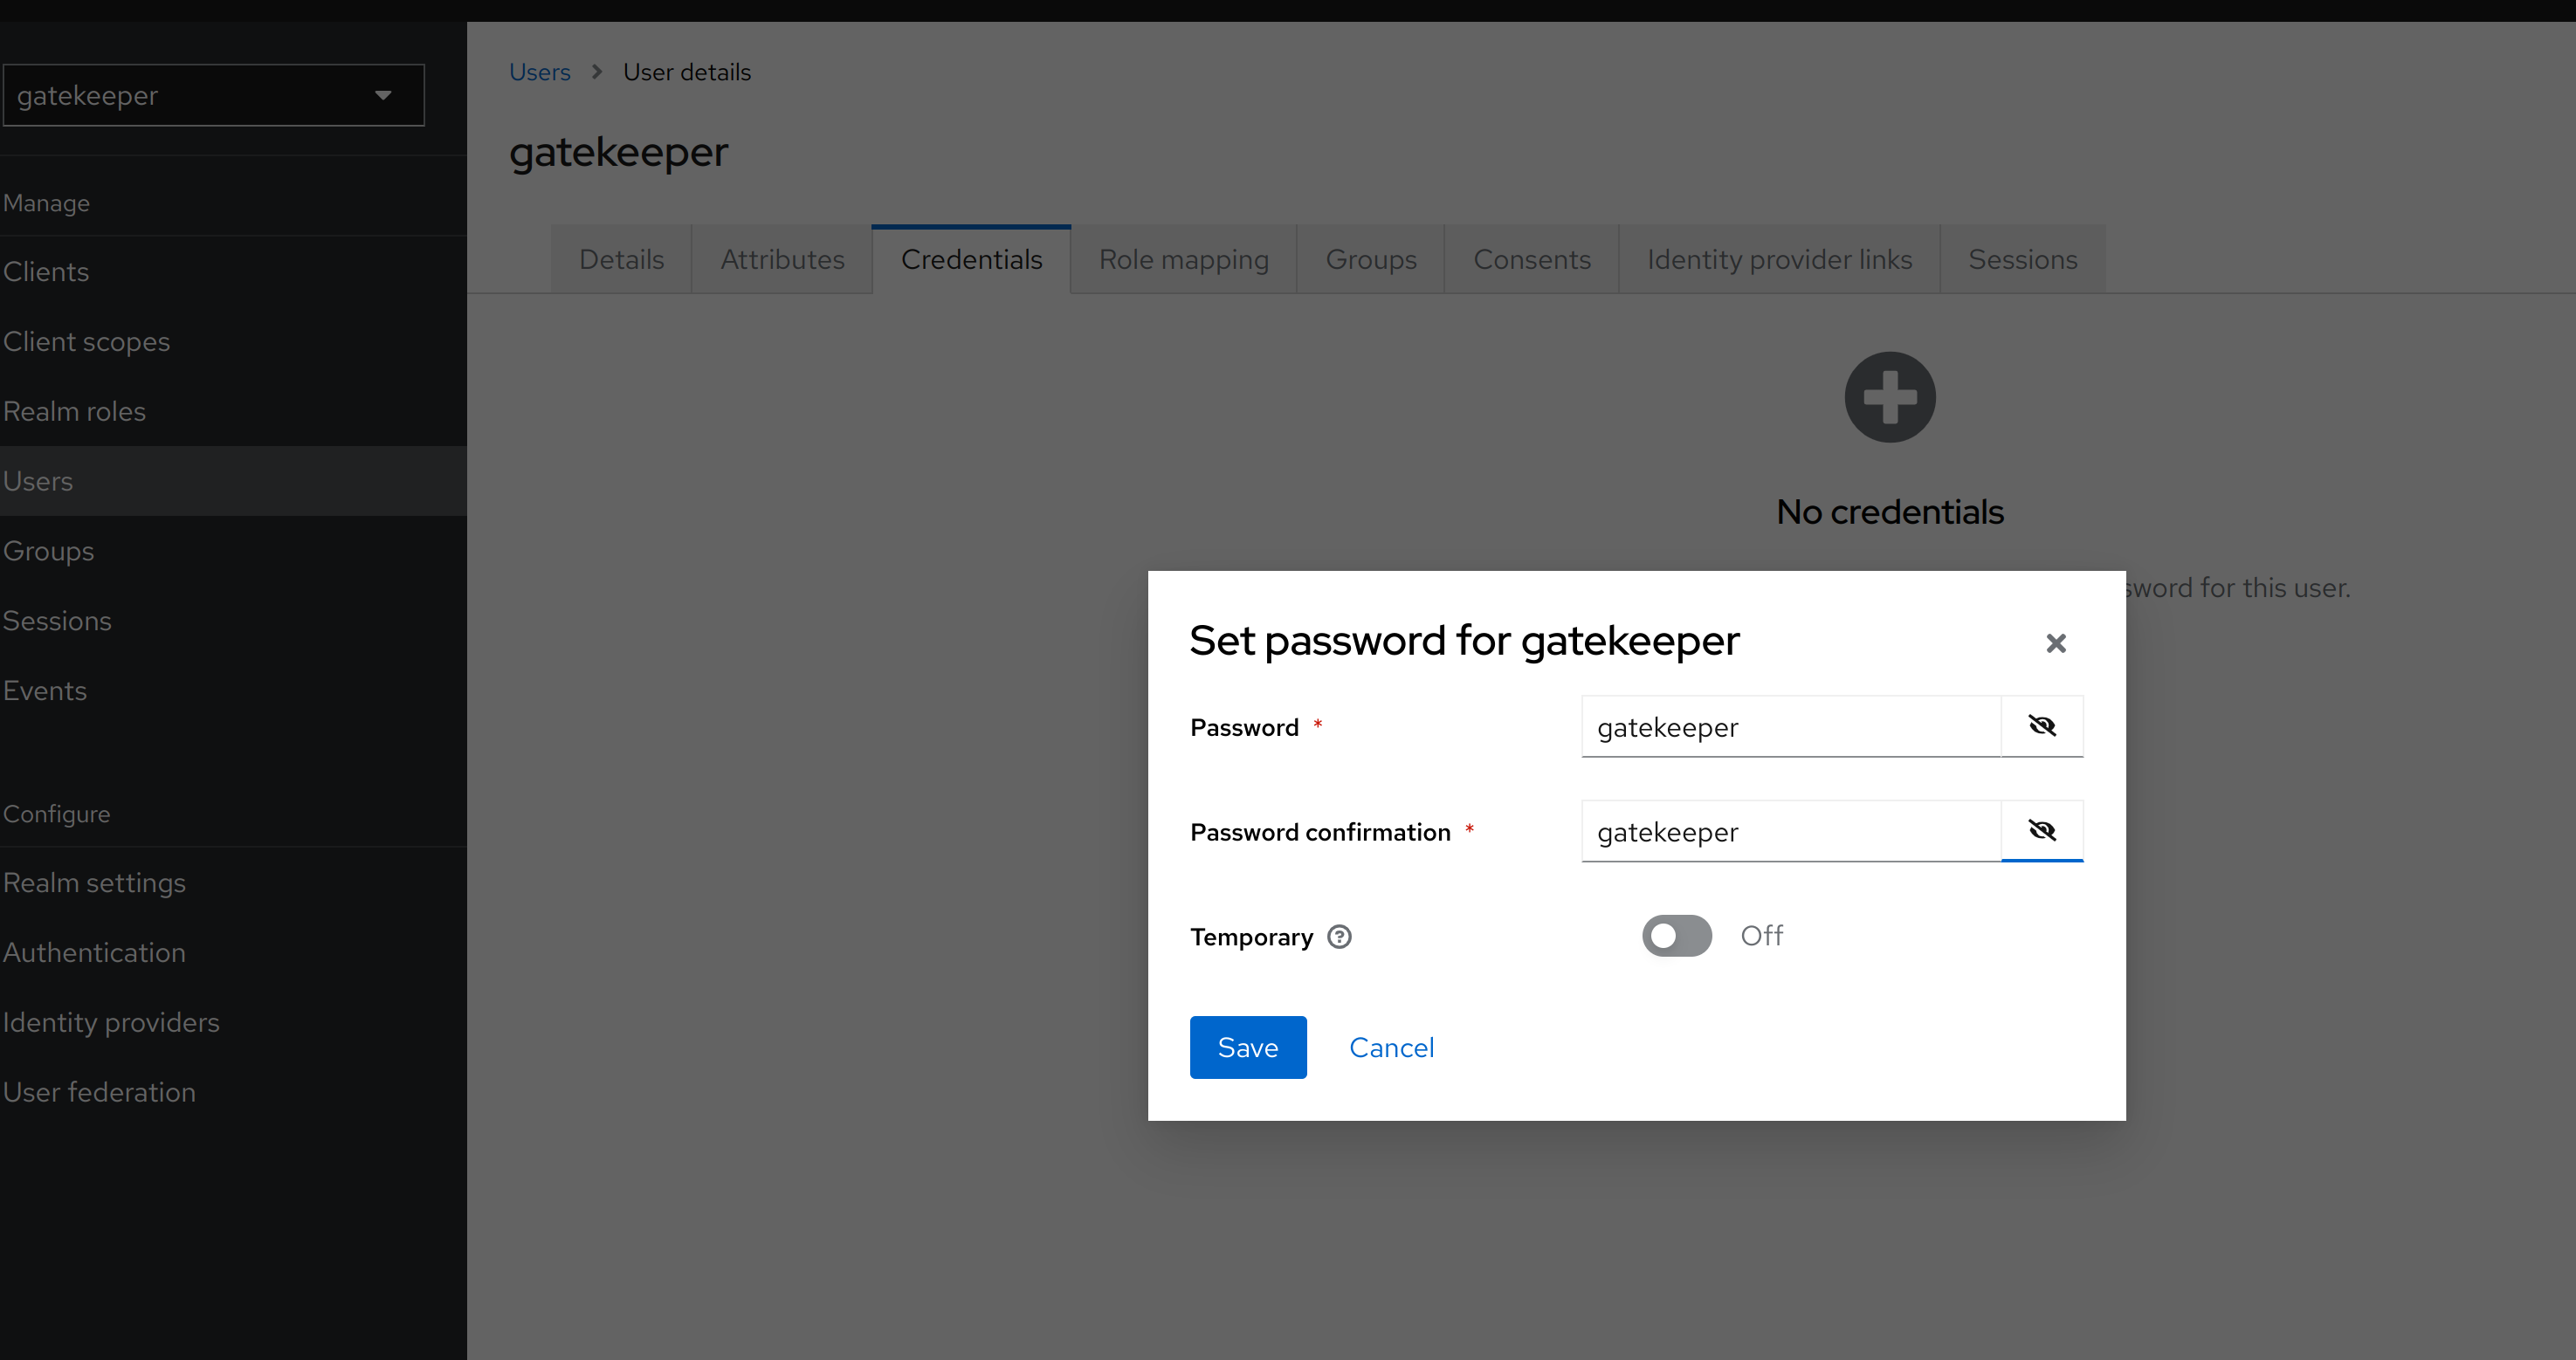 gatekeeper
Manage
Clients
Client scopes
Realm roles
Users
Groups
Sessions
Events
Configure
Realm settings
Authentication
Identity providers
User federation
Users > User details
gatekeeper
Details Attributes Credentials Role mapping Groups Consents Identity provider links Sessions
No credentials
for this user.
Set password for gatekeeper
Password * gatekeeper
Password confirmation * gatekeeper
Temporary Off
Save Cancel